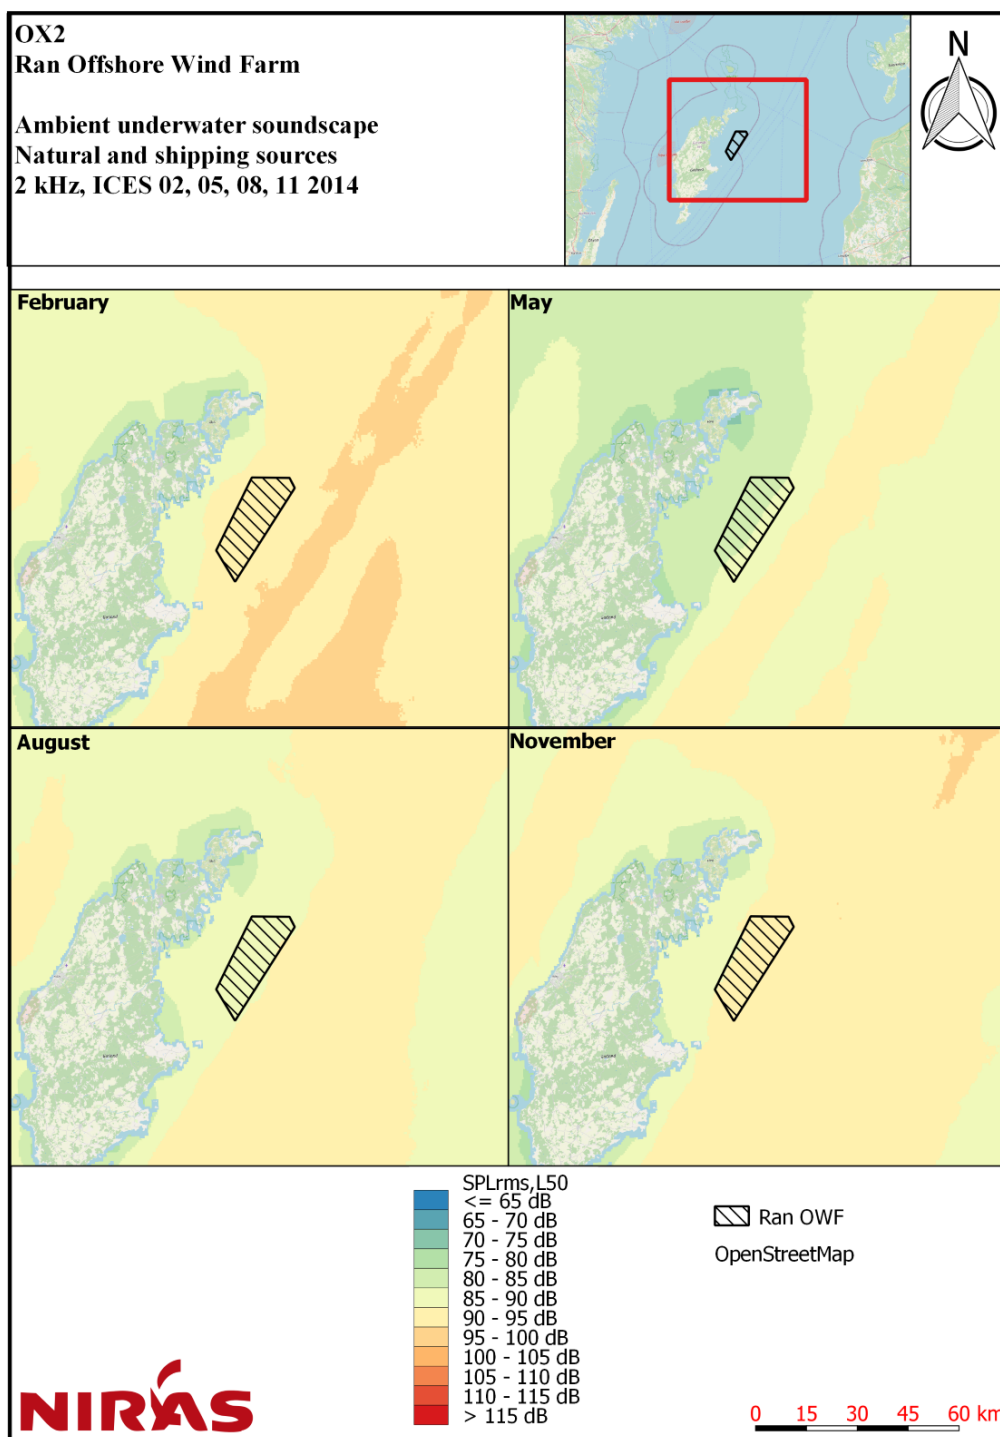 OX2
Ran Offshore Wind Farm
Ambient underwater soundscape
Natural and shipping sources
2 kHz, ICES 02, 05, 08, 11 2014
N
February
May
August
November
SPLrms,L50
<= 65 dB
65 - 70 dB
70 - 75 dB
75 - 80 dB
80 - 85 dB
85 - 90 dB
90 - 95 dB
95 - 100 dB
100 - 105 dB
105 - 110 dB
110 - 115 dB
> 115 dB
Ran OWF
OpenStreetMap
NIRAS
0 15 30 45 60 km